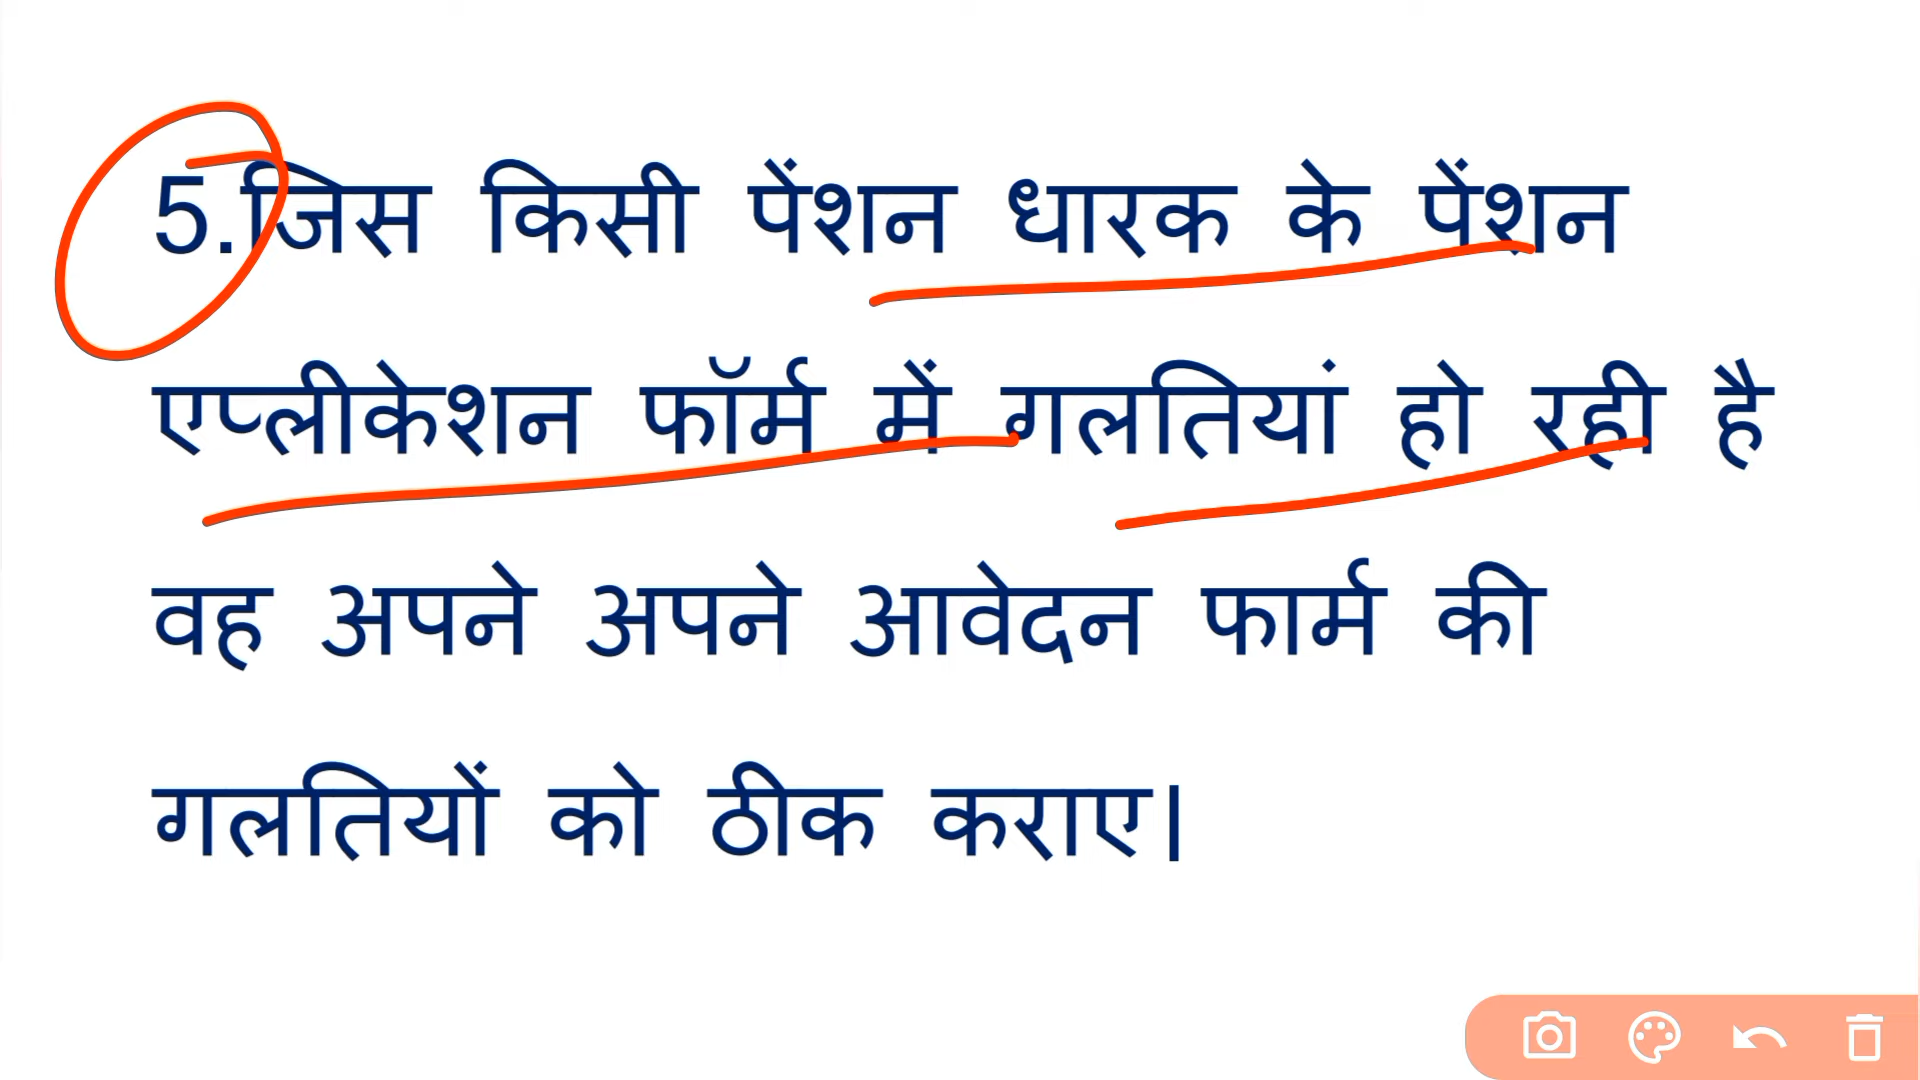 5.जिस किसी पेंशन धारक के पेंशन
एप्लीकेशन फॉर्म में गलतियां हो रही है
वह अपने अपने आवेदन फार्म की
गलतियों को ठीक कराए।